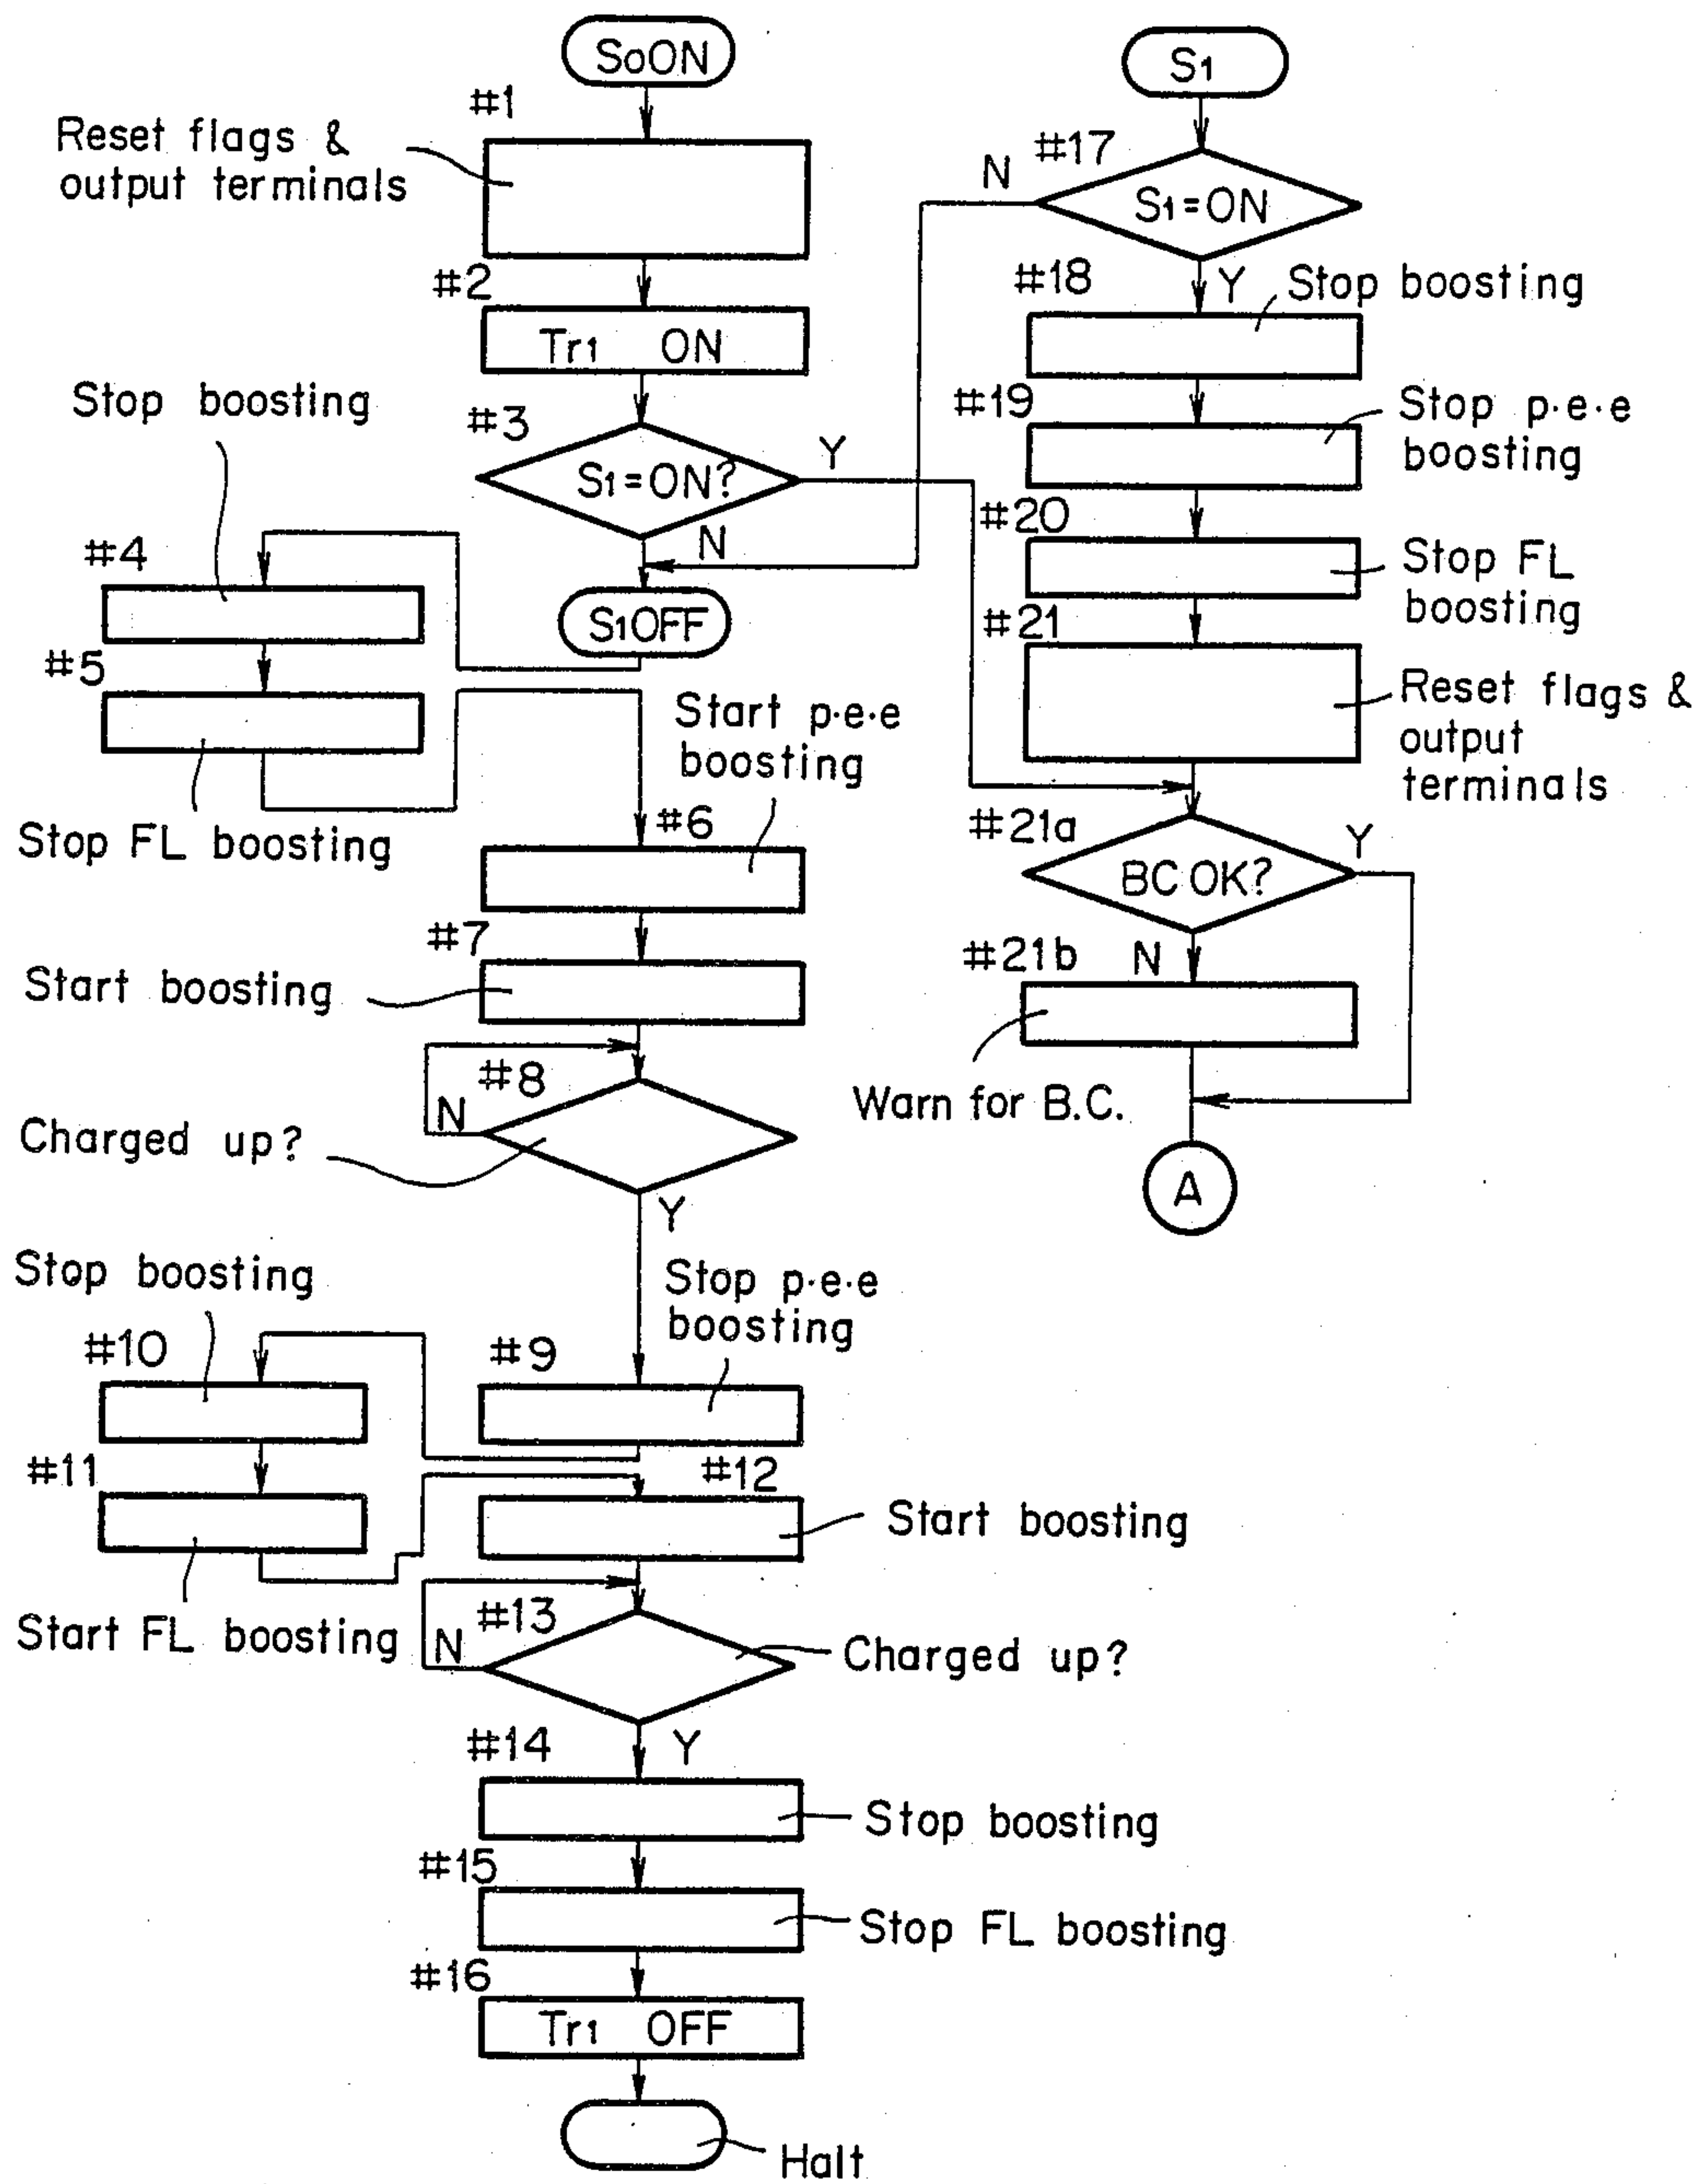 SoON
#1
Reset flags &
output terminals
#2
Tr1 ON
Stop boosting
#3
S1=ON?
Y
N
#4
S1OFF
#5
Start p·e·e
boosting
Stop FL boosting
#6
#7
Start boosting
#8
N
Charged up?
Y
Stop boosting
Stop p·e·e
boosting
#10
#9
#11
#12
Start boosting
Start FL boosting
#13
N
Charged up?
#14
Y
Stop boosting
#15
Stop FL boosting
#16
Tr1 OFF
Halt
S1
#17
N
S1=ON
#18
Y
Stop boosting
#19
Stop p·e·e
boosting
#20
Stop FL
boosting
#21
Reset flags &
output
terminals
#21a
Y
BC OK?
#21b
N
Warn for B.C.
A